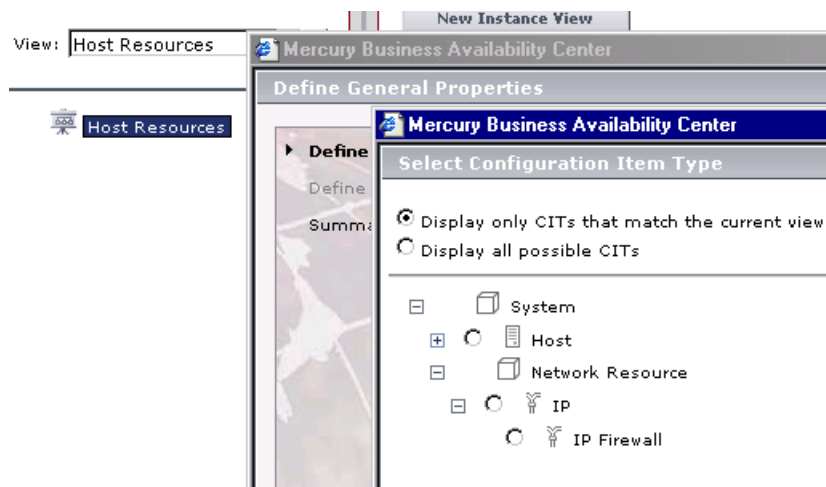 New Instance View
View: Host Resources
Mercury Business Availability Center
Define General Properties
Host Resources
Mercury Business Availability Center
Define
Select Configuration Item Type
Define
Display only CITs that match the current view
Display all possible CITs
System
Host
Network Resource
IP
IP Firewall